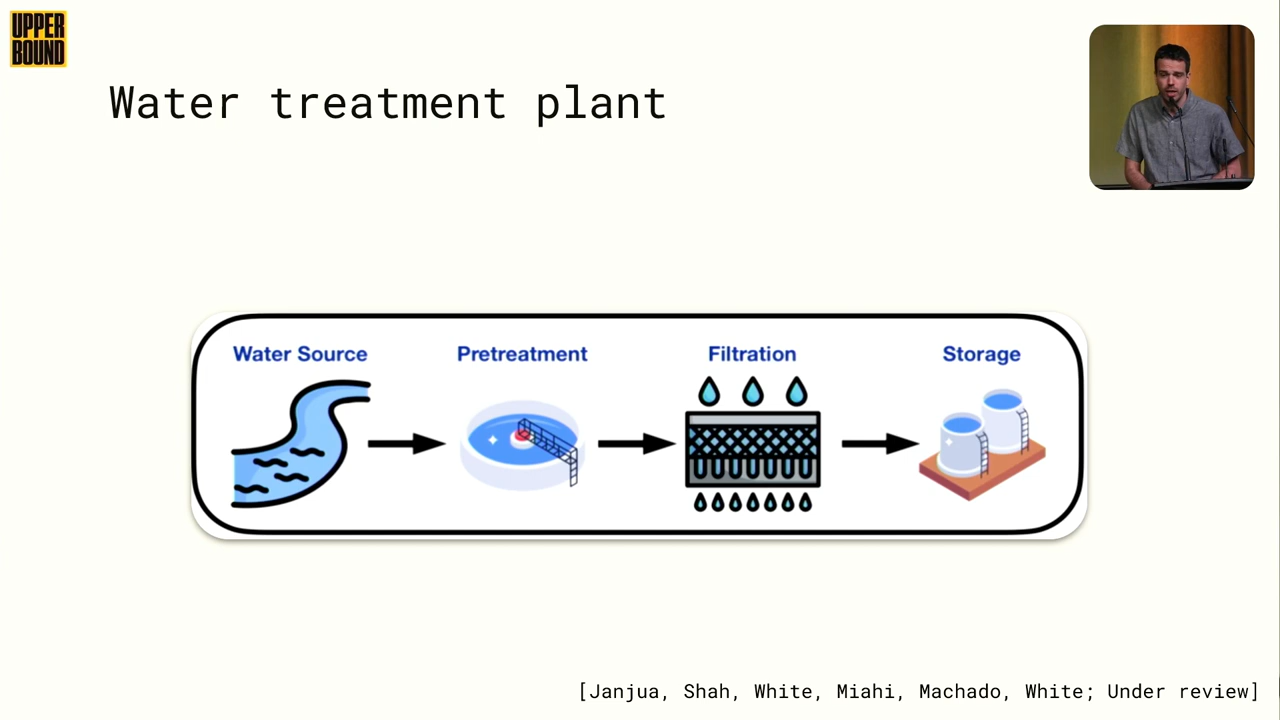 UPPER
BOUND
Water treatment plant
Water Source
Pretreatment
Filtration
Storage
[Janjua, Shah, White, Miahi, Machado, White; Under review]